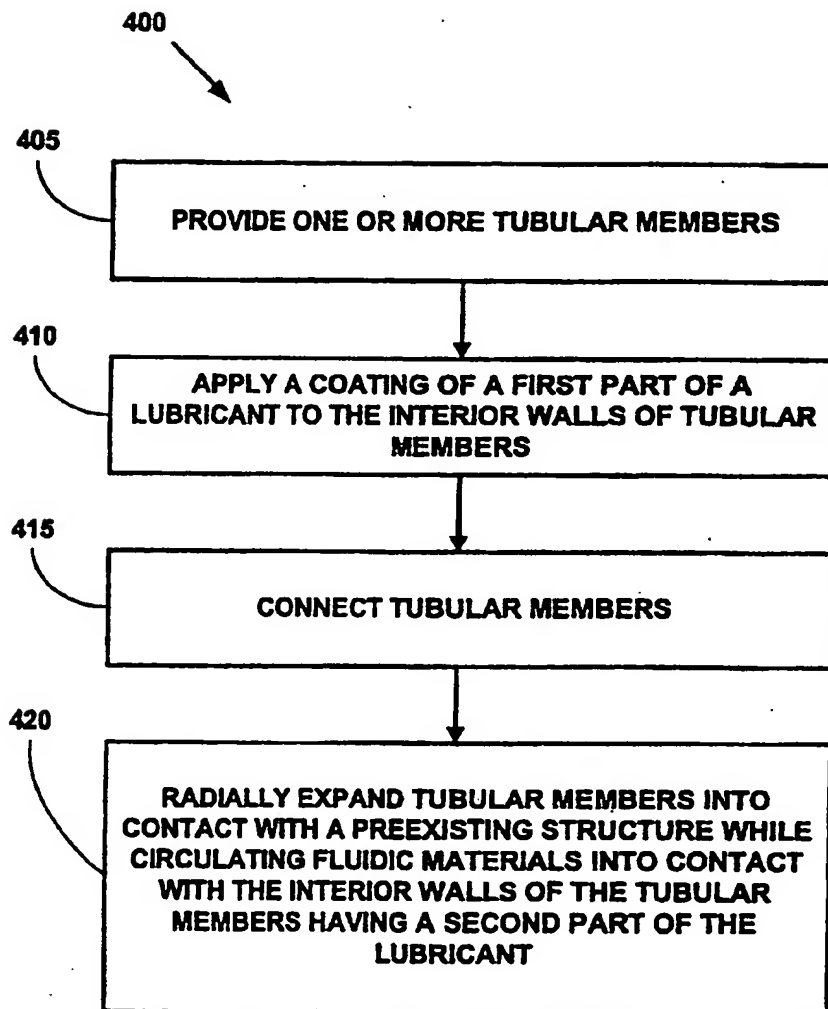 400
405
PROVIDE ONE OR MORE TUBULAR MEMBERS
410
APPLY A COATING OF A FIRST PART OF A
LUBRICANT TO THE INTERIOR WALLS OF TUBULAR
MEMBERS
415
CONNECT TUBULAR MEMBERS
420
RADIALLY EXPAND TUBULAR MEMBERS INTO
CONTACT WITH A PREEXISTING STRUCTURE WHILE
CIRCULATING FLUIDIC MATERIALS INTO CONTACT
WITH THE INTERIOR WALLS OF THE TUBULAR
MEMBERS HAVING A SECOND PART OF THE
LUBRICANT